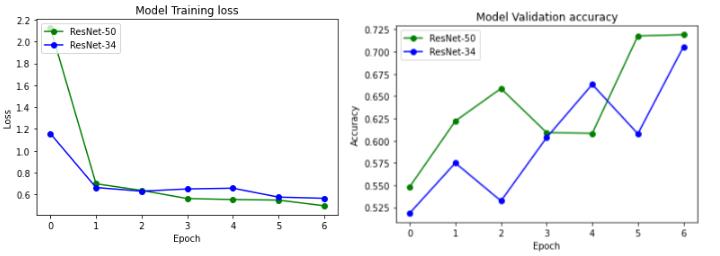 Model Training loss
2.2
2.0
1.8
1.6
1.4
1.2
1.0
0.8
0.6
Loss
ResNet-50
ResNet-34
0 1 2 3 4 5 6
Epoch
Model Validation accuracy
0.725
0.700
0.675
0.650
0.625
0.600
0.575
0.550
0.525
Accuracy
ResNet-50
ResNet-34
0 1 2 3 4 5 6
Epoch